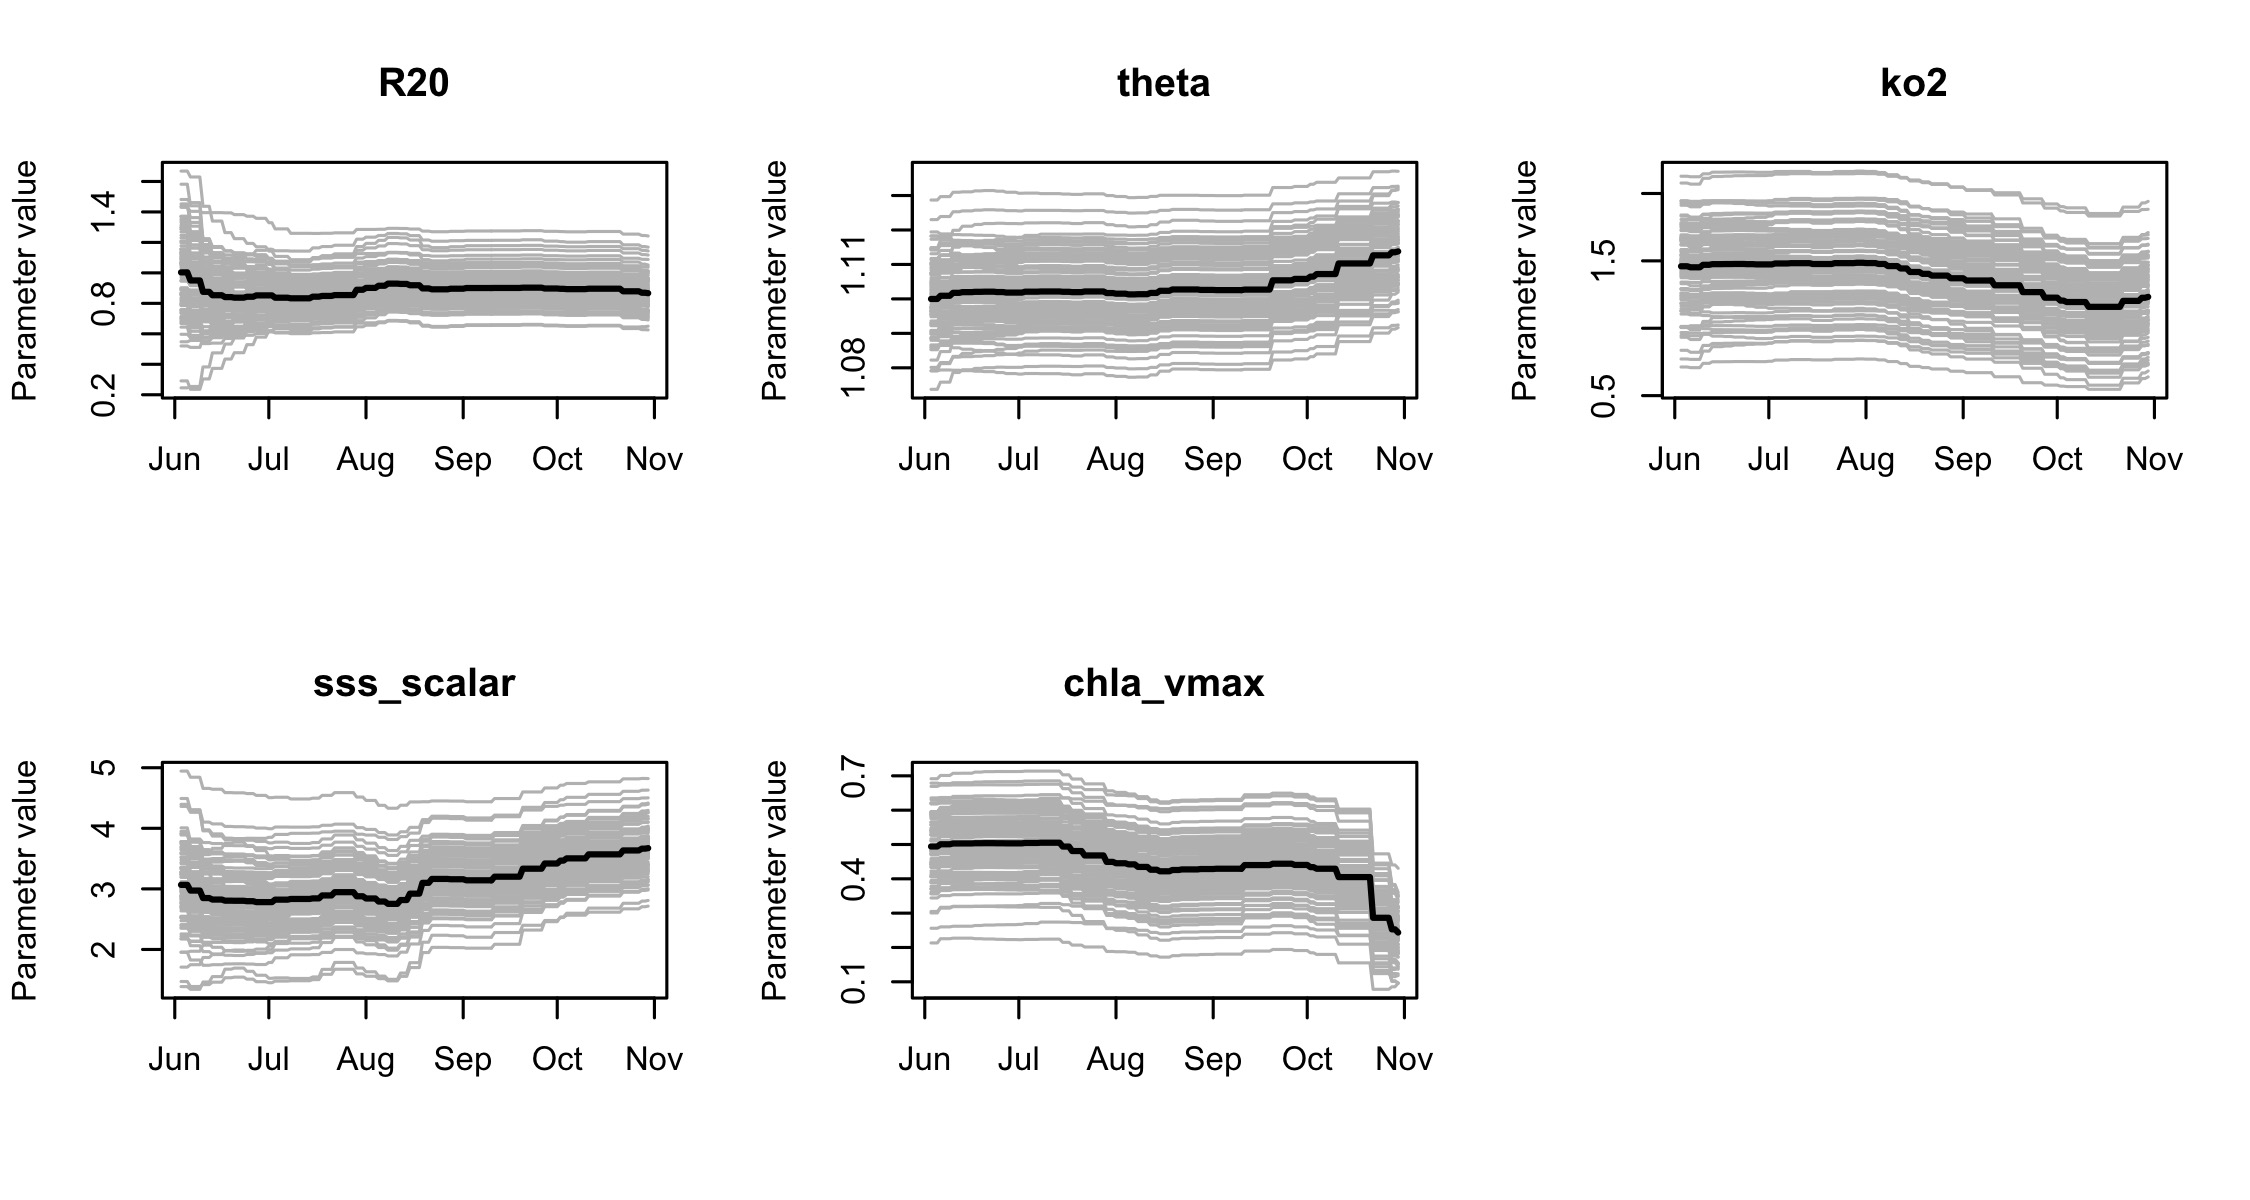 R20
theta
ko2
Parameter value
0.2 0.8 1.4
Parameter value
1.08 1.11
Parameter value
0.5 1.5
Jun Jul Aug Sep Oct Nov
Jun Jul Aug Sep Oct Nov
Jun Jul Aug Sep Oct Nov
sss_scalar
chla_vmax
Parameter value
2 3 4 5
Parameter value
0.1 0.4 0.7
Jun Jul Aug Sep Oct Nov
Jun Jul Aug Sep Oct Nov